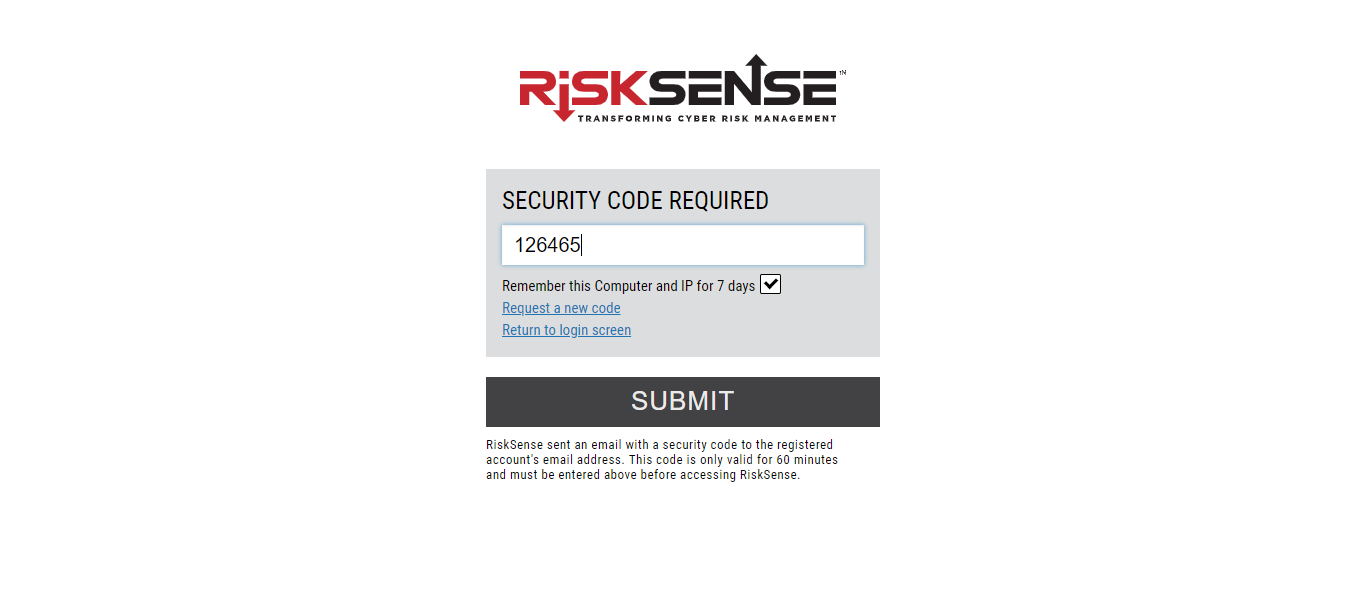 RiSKSENSE™
TRANSFORMING CYBER RISK MANAGEMENT
SECURITY CODE REQUIRED
126465
Remember this Computer and IP for 7 days
Request a new code
Return to login screen
SUBMIT
RiskSense sent an email with a security code to the registered
account's email address. This code is only valid for 60 minutes
and must be entered above before accessing RiskSense.